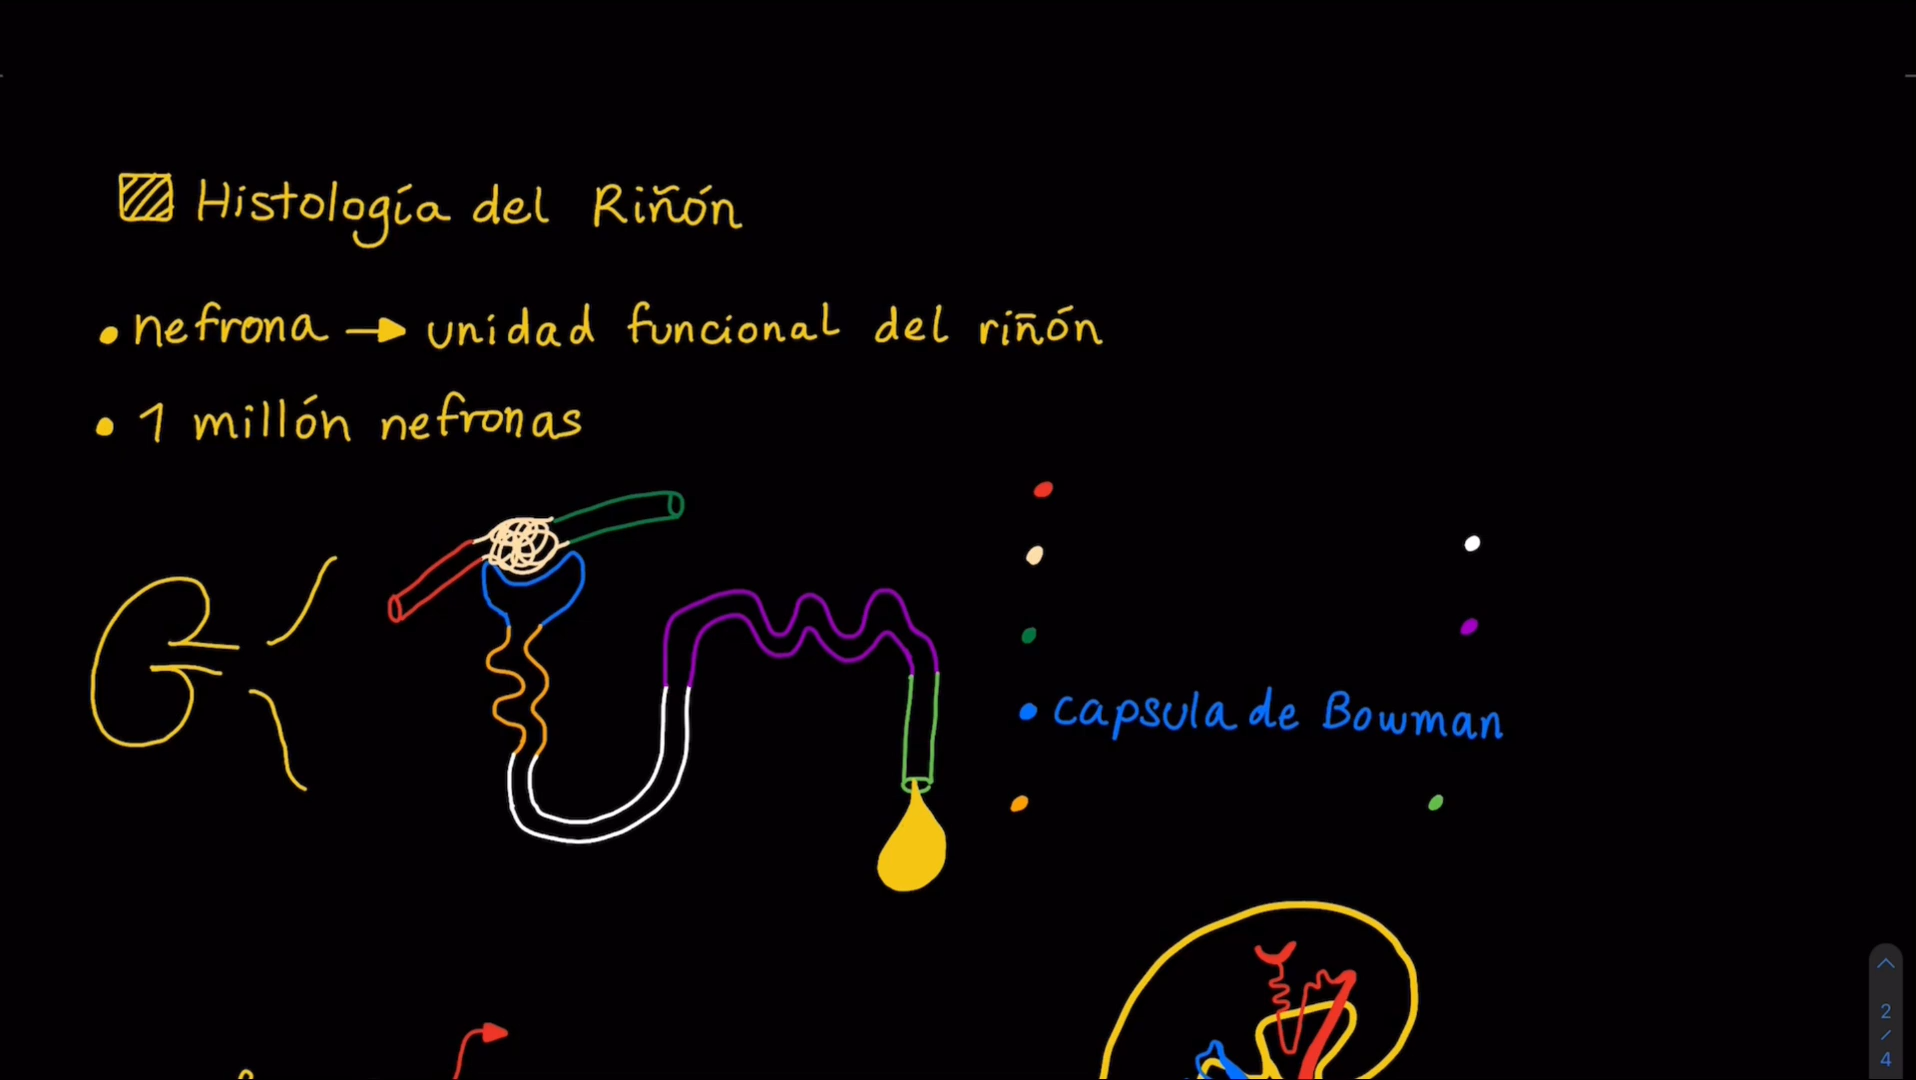 Histología del Riñón
nefrona → unidad funcional del riñón
1 millón nefronas
capsula de Bowman
2
/
4